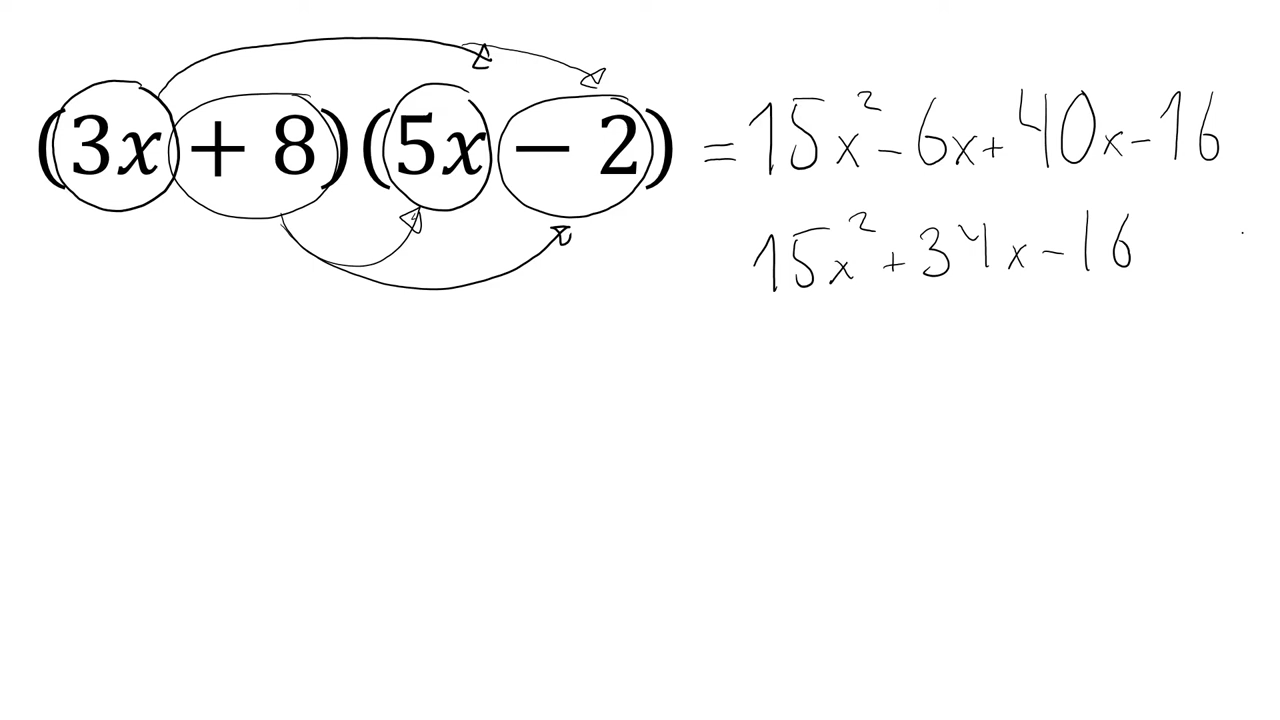 (3x + 8)(5x − 2) = 15x² - 6x + 40x - 16
15x² + 34x - 16